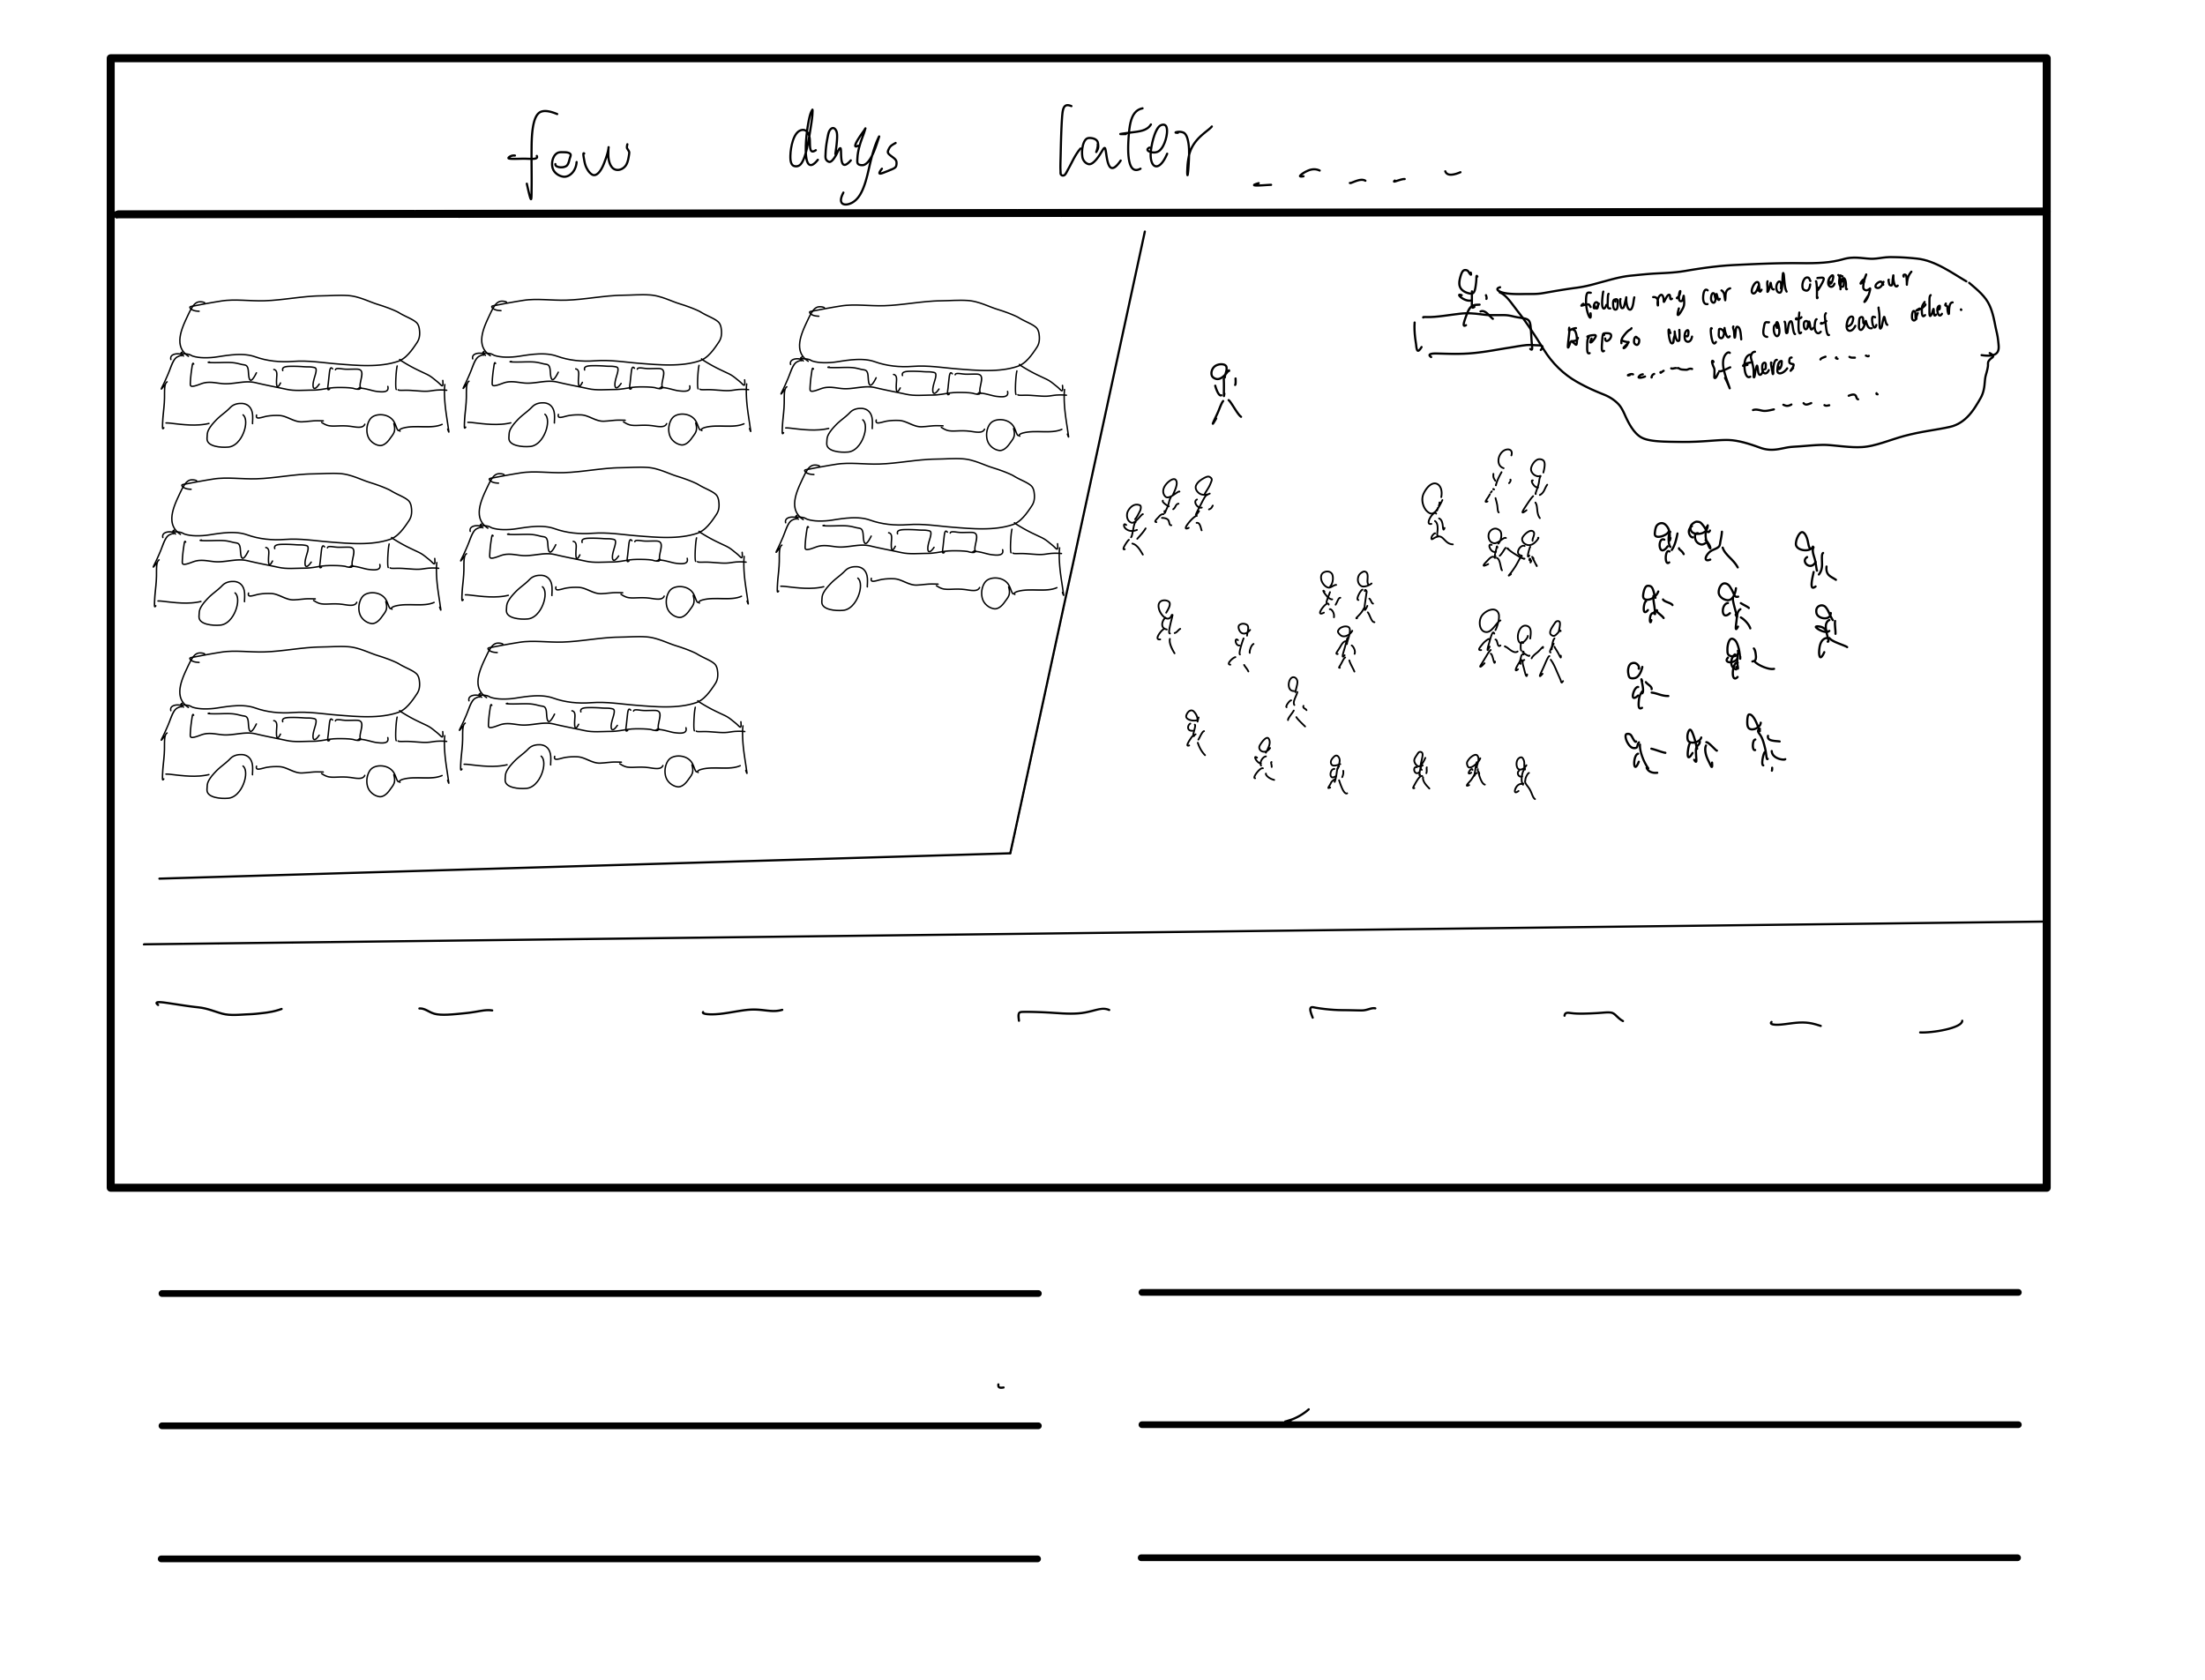 few days later - - - - -
follow my car and open your
App so we can contact each other.
- - - - - if theres - - - -
- - - - - -